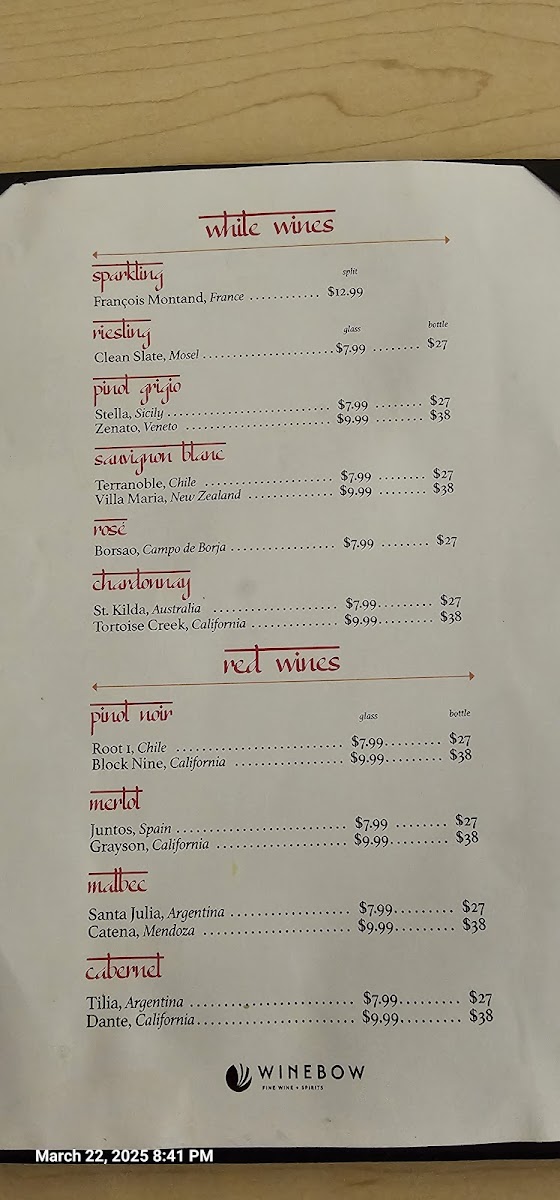 white wines
sparkling
split
François Montand, France ............ $12.99
riesling
glass bottle
Clean Slate, Mosel ...................... $7.99 ........ $27
pinot grigio
Stella, Sicily ........................... $7.99 ........ $27
Zenato, Veneto ........................ $9.99 ........ $38
sauvignon blanc
Terranoble, Chile ...................... $7.99 ........ $27
Villa Maria, New Zealand .............. $9.99 ........ $38
rosé
Borsao, Campo de Borja ................ $7.99 ........ $27
chardonnay
St. Kilda, Australia .................... $7.99......... $27
Tortoise Creek, California .............. $9.99......... $38
red wines
pinot noir
glass bottle
Root 1, Chile ........................... $7.99......... $27
Block Nine, California .................. $9.99......... $38
merlot
Juntos, Spain ........................... $7.99 ........ $27
Grayson, California ..................... $9.99......... $38
malbec
Santa Julia, Argentina .................. $7.99......... $27
Catena, Mendoza ....................... $9.99......... $38
cabernet
Tilia, Argentina ......................... $7.99......... $27
Dante, California........................ $9.99......... $38
WINEBOW
FINE WINE + SPIRITS
March 22, 2025 8:41 PM